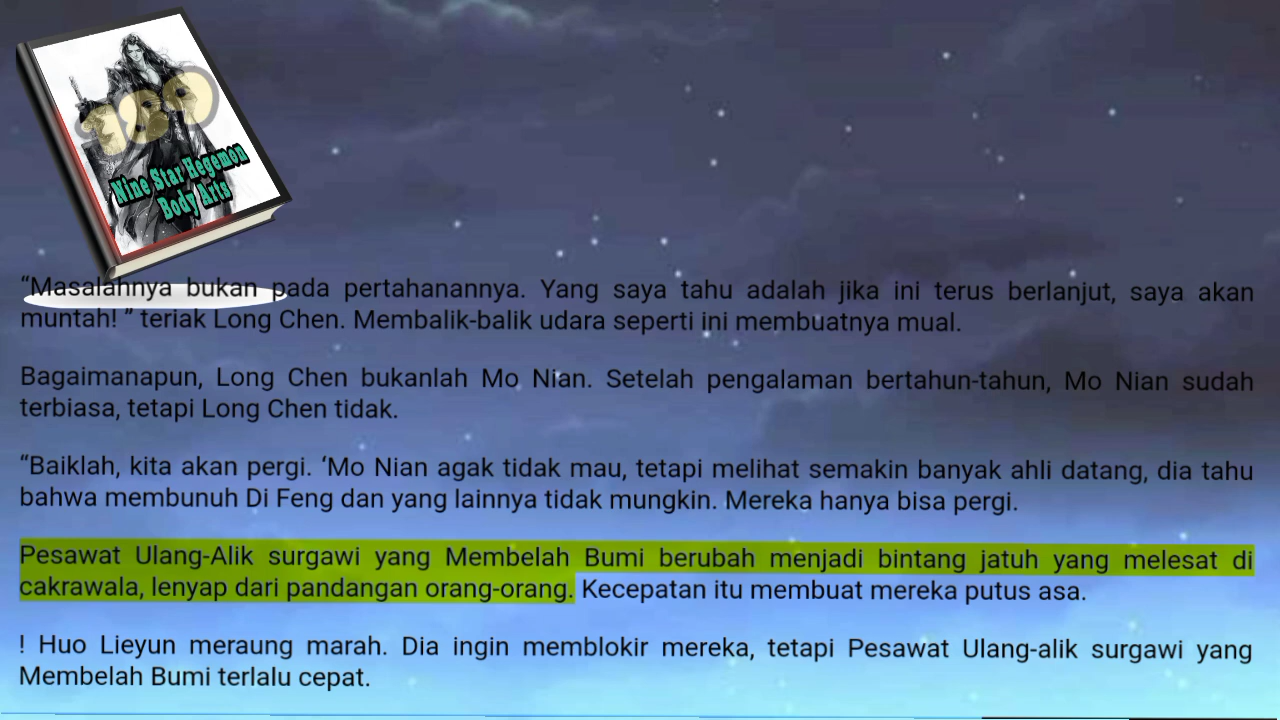 189
Nine Star Hegemon
Body Arts
“Masalahnya bukan pada pertahanannya. Yang saya tahu adalah jika ini terus berlanjut, saya akan
muntah! ” teriak Long Chen. Membalik-balik udara seperti ini membuatnya mual.
Bagaimanapun, Long Chen bukanlah Mo Nian. Setelah pengalaman bertahun-tahun, Mo Nian sudah
terbiasa, tetapi Long Chen tidak.
“Baiklah, kita akan pergi. ‘Mo Nian agak tidak mau, tetapi melihat semakin banyak ahli datang, dia tahu
bahwa membunuh Di Feng dan yang lainnya tidak mungkin. Mereka hanya bisa pergi.
Pesawat Ulang-Alik surgawi yang Membelah Bumi berubah menjadi bintang jatuh yang melesat di
cakrawala, lenyap dari pandangan orang-orang. Kecepatan itu membuat mereka putus asa.
! Huo Lieyun meraung marah. Dia ingin memblokir mereka, tetapi Pesawat Ulang-alik surgawi yang
Membelah Bumi terlalu cepat.